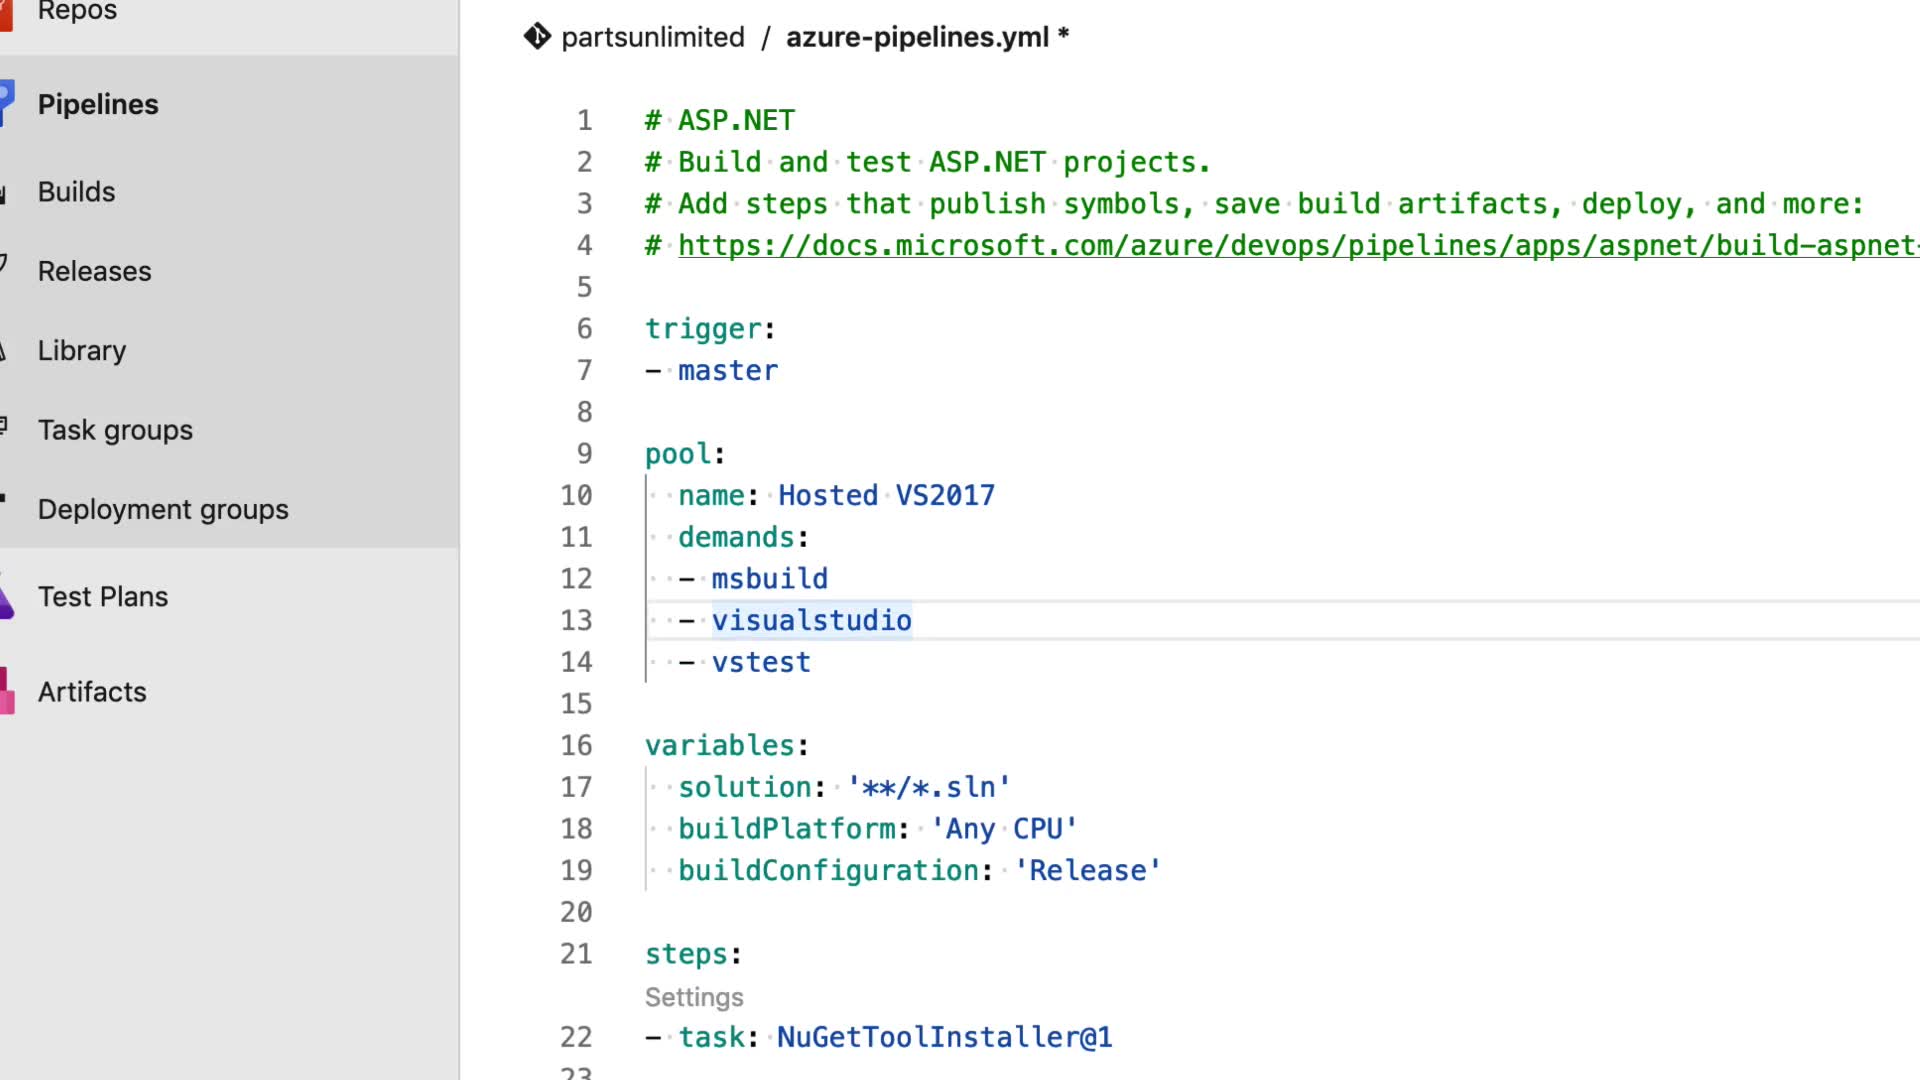 Repos
Pipelines
Builds
Releases
Library
Task groups
Deployment groups
Test Plans
Artifacts
partsunlimited / azure-pipelines.yml *
1 # ASP.NET
2 # Build and test ASP.NET projects.
3 # Add steps that publish symbols, save build artifacts, deploy, and more:
4 # https://docs.microsoft.com/azure/devops/pipelines/apps/aspnet/build-aspnet-
5
6 trigger:
7 - master
8
9 pool:
10 name: Hosted VS2017
11 demands:
12 - msbuild
13 - visualstudio
14 - vstest
15
16 variables:
17 solution: '**/*.sln'
18 buildPlatform: 'Any CPU'
19 buildConfiguration: 'Release'
20
21 steps:
Settings
22 - task: NuGetToolInstaller@1
23